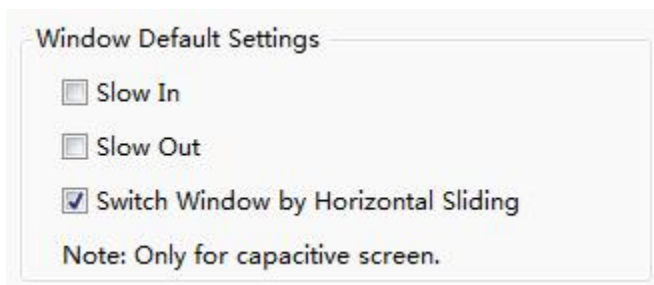 Window Default Settings
Slow In
Slow Out
Switch Window by Horizontal Sliding
Note: Only for capacitive screen.